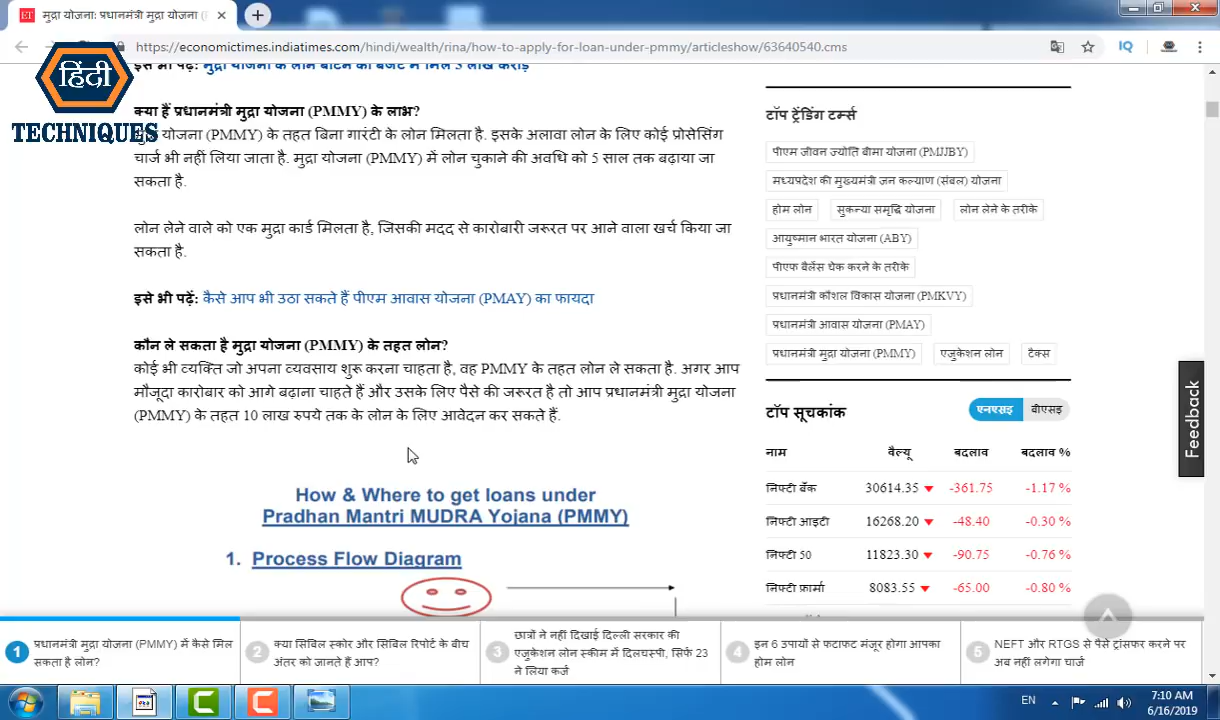 मुद्रा योजना: प्रधानमंत्री मुद्रा योजना (
https://economictimes.indiatimes.com/hindi/wealth/rina/how-to-apply-for-loan-under-pmmy/articleshow/63640540.cms
IQ
हिंदी
TECHNIQUES
इसे भी पढ़ें: मुद्रा योजना के लोन बांटने को बजट में मिले 3 लाख करोड़
क्या हैं प्रधानमंत्री मुद्रा योजना (PMMY) के लाभ?
मुद्रा योजना (PMMY) के तहत बिना गारंटी के लोन मिलता है. इसके अलावा लोन के लिए कोई प्रोसेसिंग
चार्ज भी नहीं लिया जाता है. मुद्रा योजना (PMMY) में लोन चुकाने की अवधि को 5 साल तक बढ़ाया जा
सकता है.
लोन लेने वाले को एक मुद्रा कार्ड मिलता है, जिसकी मदद से कारोबारी जरूरत पर आने वाला खर्च किया जा
सकता है.
इसे भी पढ़ें: कैसे आप भी उठा सकते हैं पीएम आवास योजना (PMAY) का फायदा
कौन ले सकता है मुद्रा योजना (PMMY) के तहत लोन?
कोई भी व्यक्ति जो अपना व्यवसाय शुरू करना चाहता है, वह PMMY के तहत लोन ले सकता है. अगर आप
मौजूदा कारोबार को आगे बढ़ाना चाहते हैं और उसके लिए पैसे की जरूरत है तो आप प्रधानमंत्री मुद्रा योजना
(PMMY) के तहत 10 लाख रुपये तक के लोन के लिए आवेदन कर सकते हैं.
How & Where to get loans under
Pradhan Mantri MUDRA Yojana (PMMY)
1. Process Flow Diagram
टॉप ट्रेंडिंग टर्म्स
पीएम जीवन ज्योति बीमा योजना (PMJJBY)
मध्यप्रदेश की मुख्यमंत्री जन कल्याण (संबल) योजना
होम लोन सुकन्या समृद्धि योजना लोन लेने के तरीके
आयुष्मान भारत योजना (ABY)
पीएफ बैलेंस चेक करने के तरीके
प्रधानमंत्री कौशल विकास योजना (PMKVY)
प्रधानमंत्री आवास योजना (PMAY)
प्रधानमंत्री मुद्रा योजना (PMMY) एजुकेशन लोन टैक्स
टॉप सूचकांक एनएसइ बीएसइ
नाम वैल्यू बदलाव बदलाव %
निफ्टी बैंक 30614.35 -361.75 -1.17 %
निफ्टी आइटी 16268.20 -48.40 -0.30 %
निफ्टी 50 11823.30 -90.75 -0.76 %
निफ्टी फ़ार्मा 8083.55 -65.00 -0.80 %
Feedback
1 प्रधानमंत्री मुद्रा योजना (PMMY) में कैसे मिल
सकता है लोन?
2 क्या सिबिल स्कोर और सिबिल रिपोर्ट के बीच
अंतर को जानते हैं आप?
3 छात्रों ने नहीं दिखाई दिल्ली सरकार की
एजुकेशन लोन स्कीम में दिलचस्पी, सिर्फ 23
ने लिया कर्ज
4 इन 6 उपायों से फटाफट मंजूर होगा आपका
होम लोन
5 NEFT और RTGS से पैसे ट्रांसफर करने पर
अब नहीं लगेगा चार्ज
EN
7:10 AM
6/16/2019